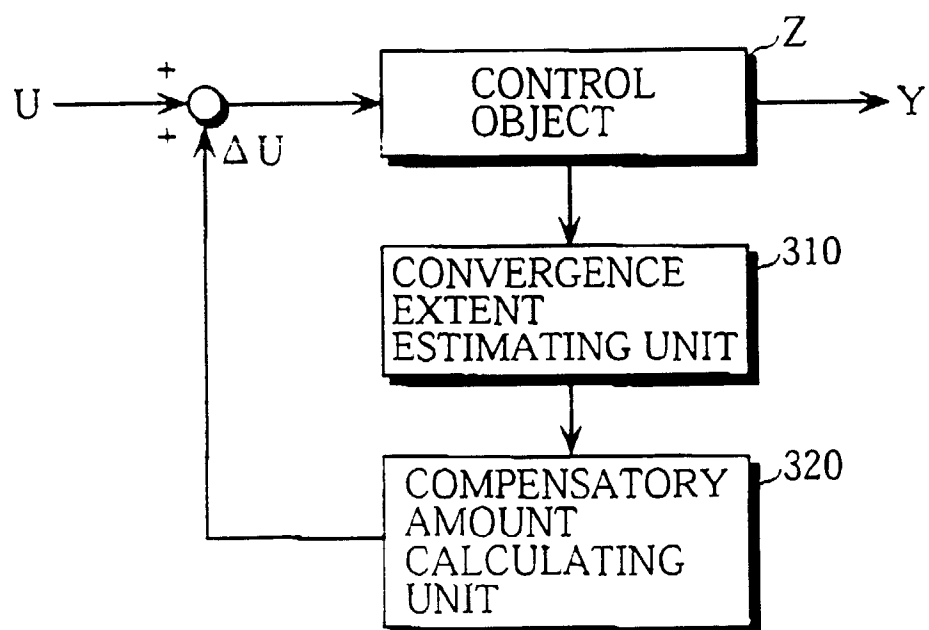 Z
+
U
CONTROL
OBJECT
Y
+
ΔU
310
CONVERGENCE
EXTENT
ESTIMATING UNIT
320
COMPENSATORY
AMOUNT
CALCULATING
UNIT